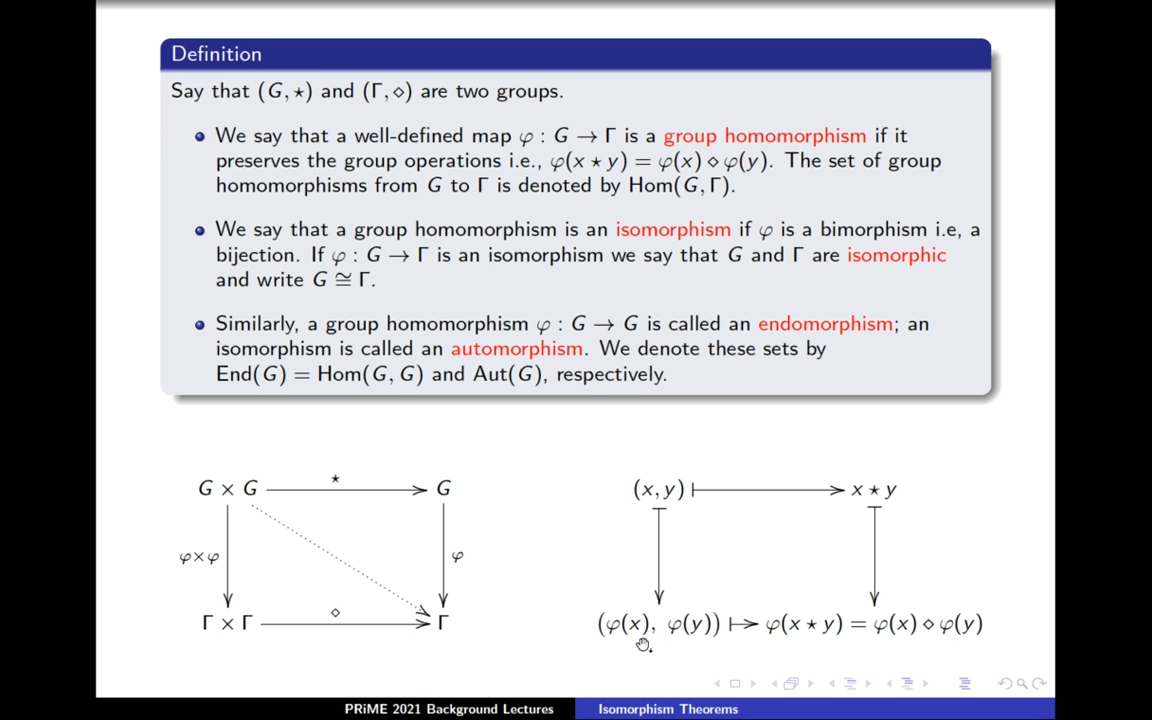 Definition
Say that (G, ⋆) and (Γ, ⋄) are two groups.
We say that a well-defined map φ : G → Γ is a group homomorphism if it
preserves the group operations i.e., φ(x ⋆ y) = φ(x) ⋄ φ(y). The set of group
homomorphisms from G to Γ is denoted by Hom(G, Γ).
We say that a group homomorphism is an isomorphism if φ is a bimorphism i.e, a
bijection. If φ : G → Γ is an isomorphism we say that G and Γ are isomorphic
and write G ≅ Γ.
Similarly, a group homomorphism φ : G → G is called an endomorphism; an
isomorphism is called an automorphism. We denote these sets by
End(G) = Hom(G, G) and Aut(G), respectively.
G × G ⋆ G
φ×φ φ
Γ × Γ ⋄ Γ
(x, y) ↦ x ⋆ y
(φ(x), φ(y)) ↦ φ(x ⋆ y) = φ(x) ⋄ φ(y)
PRiME 2021 Background Lectures
Isomorphism Theorems